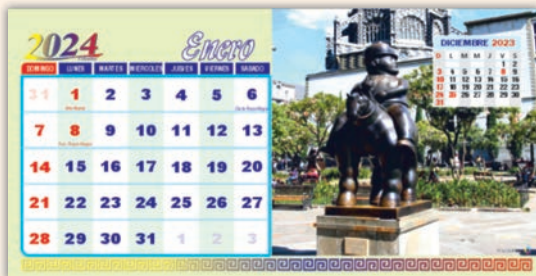 2024 Enero
DOMINGO LUNES MARTES MIERCOLES JUEVES VIERNES SABADO
31 1 2 3 4 5 6
7 8 9 10 11 12 13
14 15 16 17 18 19 20
21 22 23 24 25 26 27
28 29 30 31 1 2 3
DICIEMBRE 2023
D L M M J V S
1 2
3 4 5 6 7 8 9
10 11 12 13 14 15 16
17 18 19 20 21 22 23
24 25 26 27 28 29 30
31